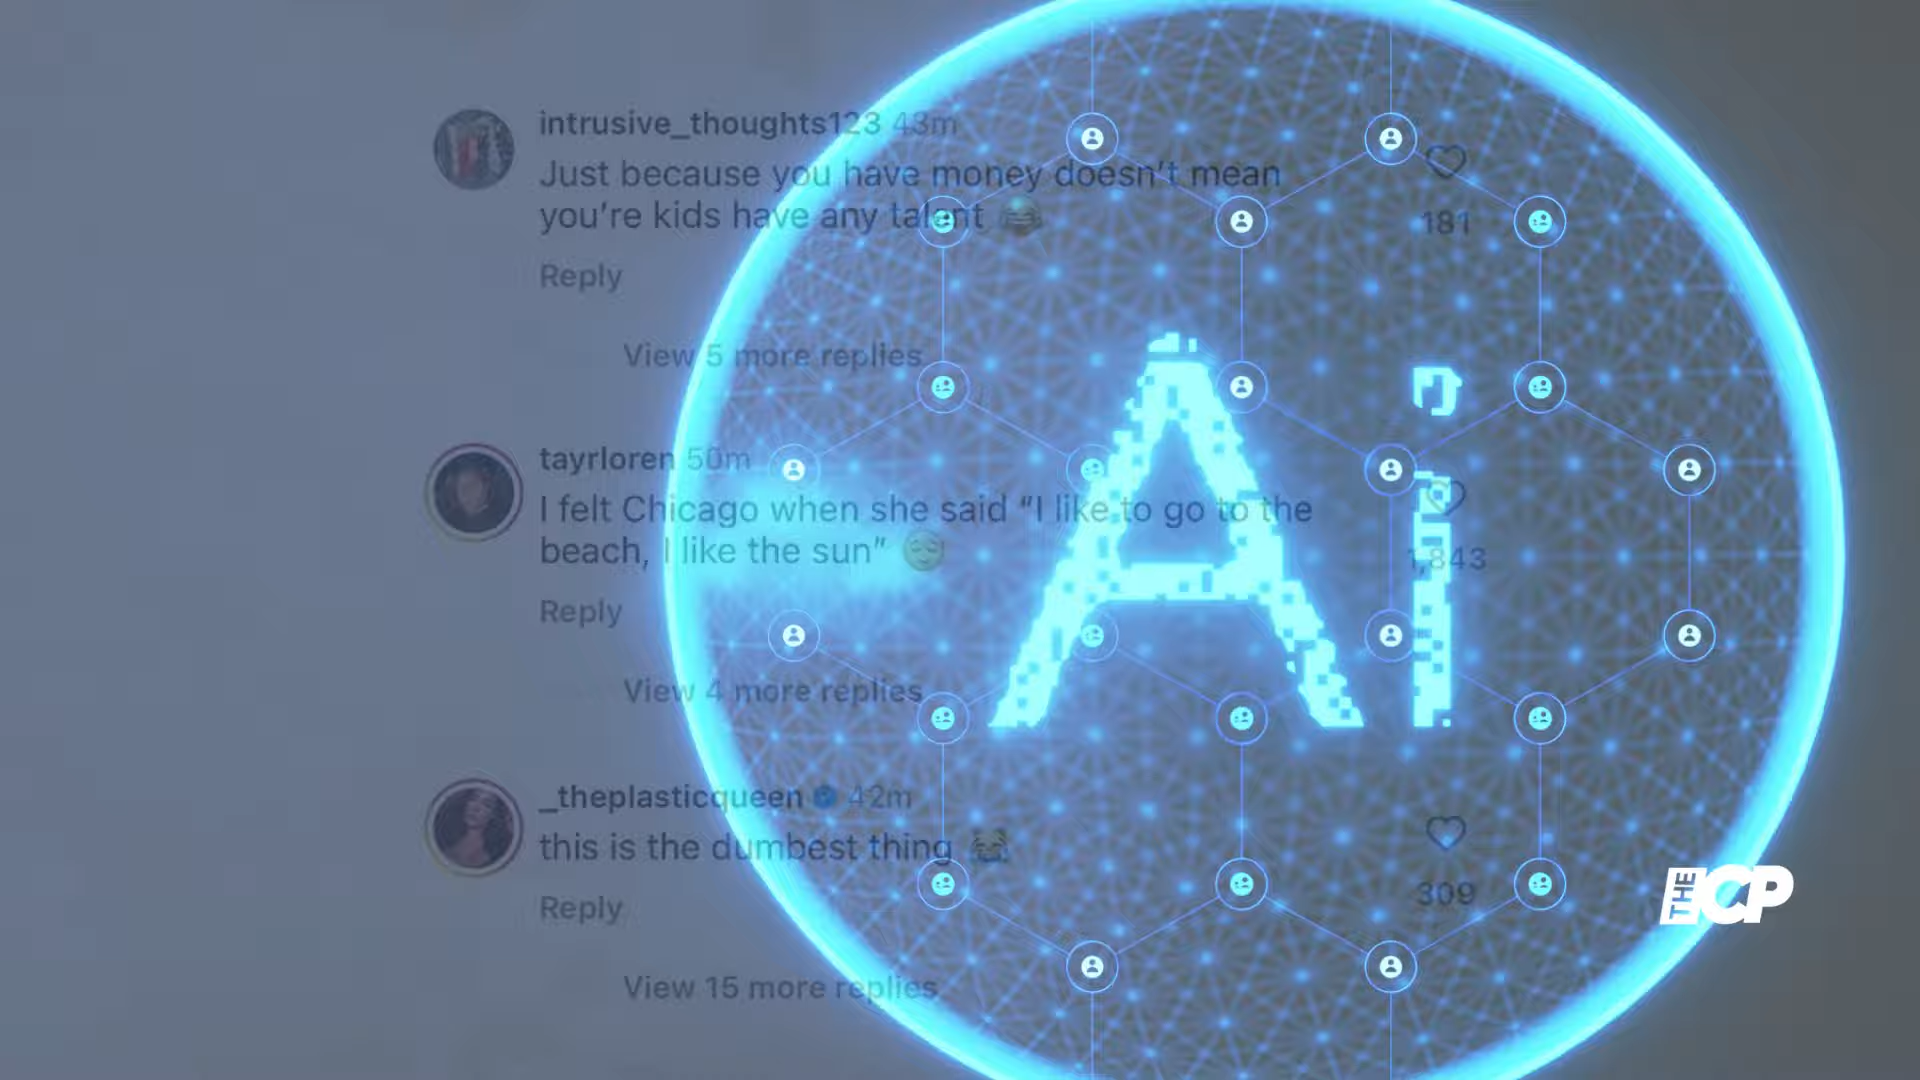 intrusive_thoughts123 43m
Just because you have money doesn't mean
you're kids have any talent 😂
181
Reply
View 5 more replies
tayrloren 50m
I felt Chicago when she said "I like to go to the
beach, I like the sun" 😌
1,843
Reply
View 4 more replies
_theplasticqueen 42m
this is the dumbest thing 😭
309
Reply
View 15 more replies
Ai
THE CP